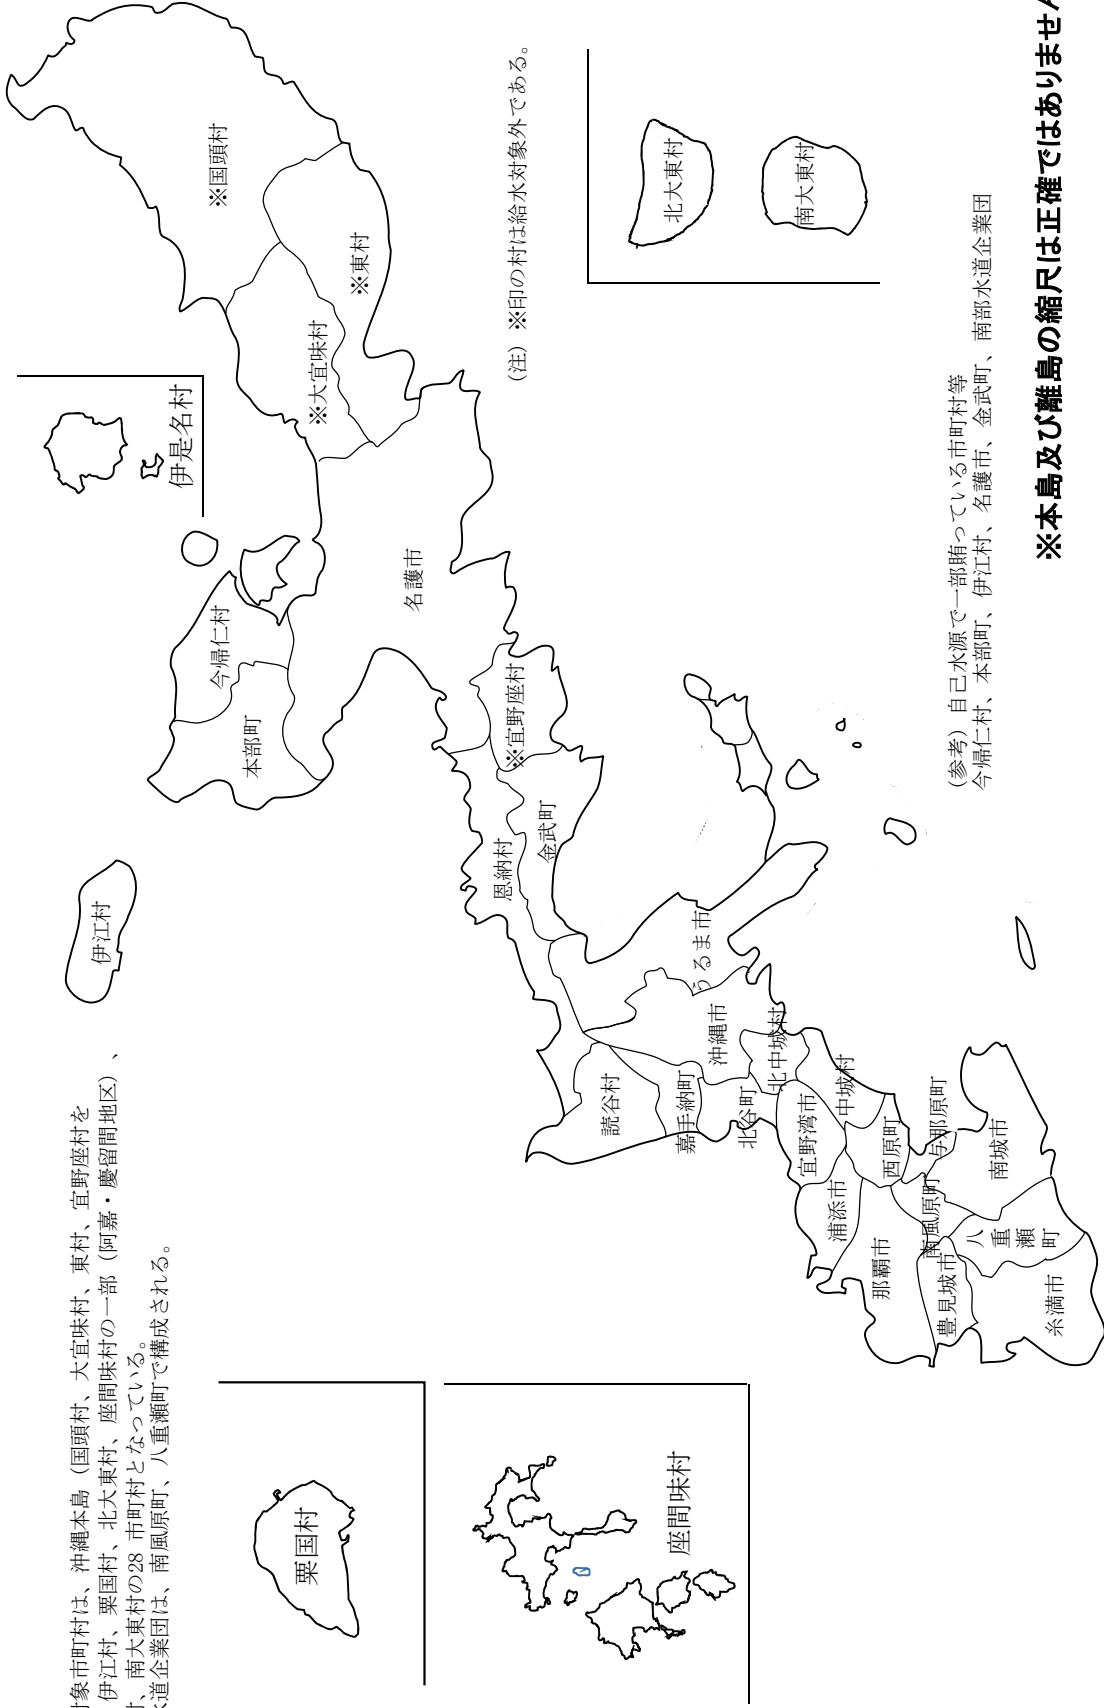 対象市町村は、沖縄本島（国頭村、大宜味村、東村、宜野座村を
伊江村、粟国村、北大東村、座間味村の一部（阿嘉・慶留間地区）、
村、南大東村の28 市町村となっている。
水道企業団は、南風原町、八重瀬町で構成される。
伊是名村
伊江村
粟国村
座間味村
※国頭村
※大宜味村
※東村
今帰仁村
本部町
名護市
※宜野座村
恩納村
金武町
うるま市
読谷村
沖縄市
嘉手納町
北谷町
北中城村
宜野湾市
中城村
浦添市
西原町
那覇市
与那原町
南風原町
豊見城市
南城市
八重瀬町
糸満市
（注）※印の村は給水対象外である。
北大東村
南大東村
（参考）自己水源で一部賄っている市町村等
今帰仁村、本部町、伊江村、名護市、金武町、南部水道企業団
※本島及び離島の縮尺は正確ではありませ